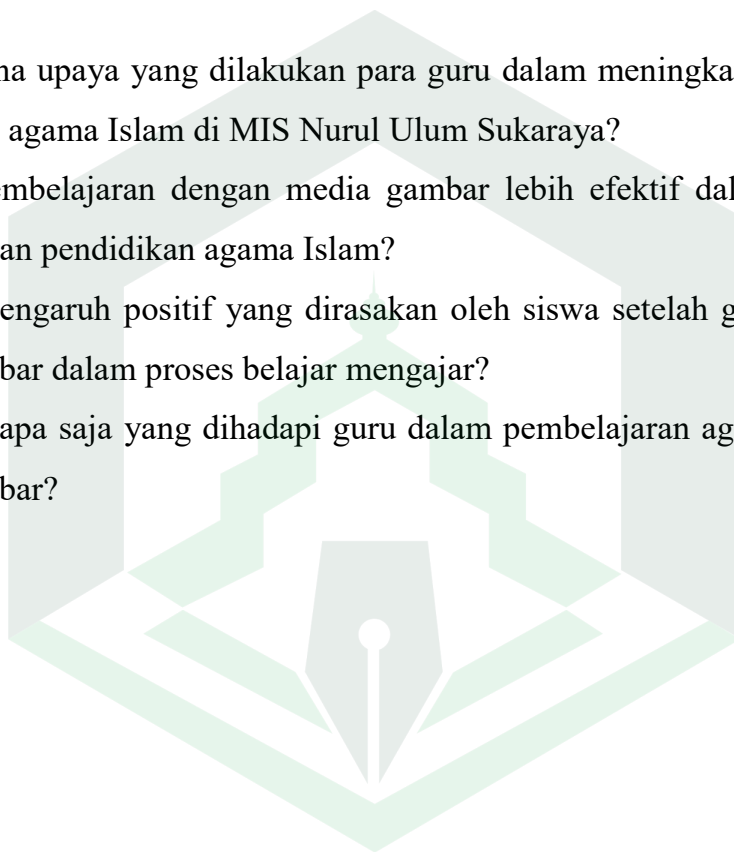 na upaya yang dilakukan para guru dalam meningka
agama Islam di MIS Nurul Ulum Sukaraya?
embelajaran dengan media gambar lebih efektif dal
an pendidikan agama Islam?
engaruh positif yang dirasakan oleh siswa setelah g
bar dalam proses belajar mengajar?
apa saja yang dihadapi guru dalam pembelajaran ag
bar?